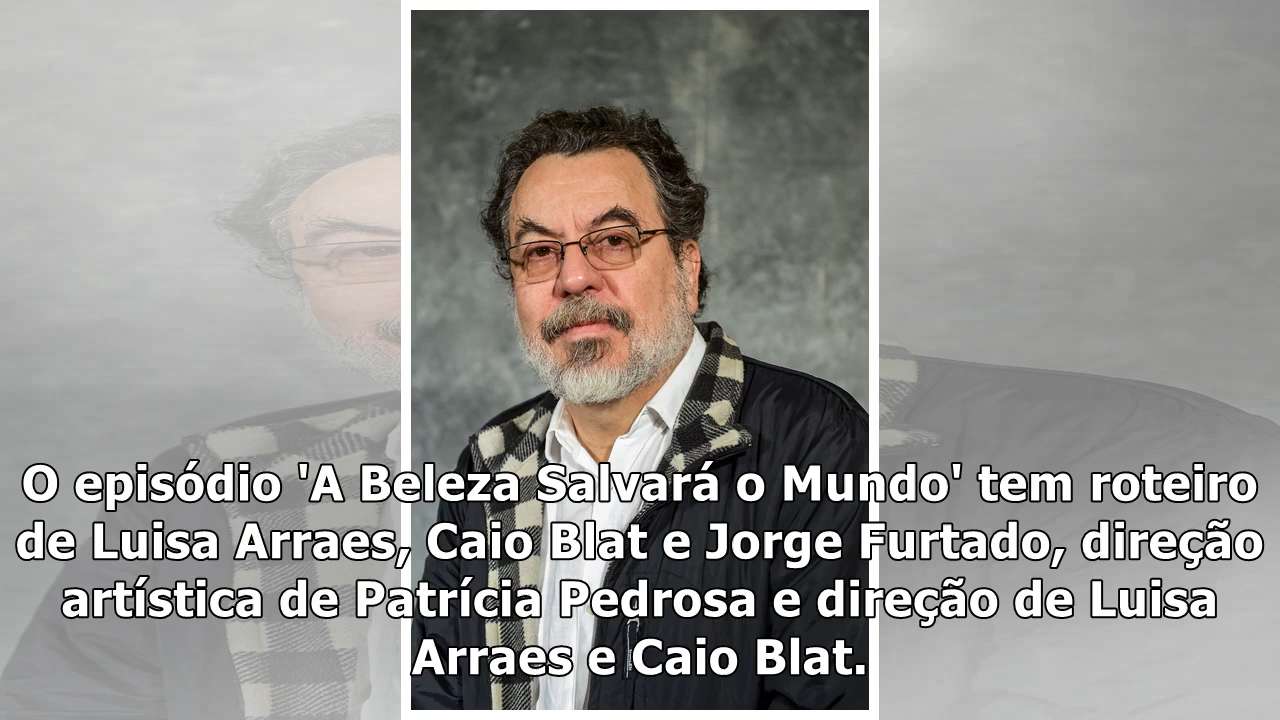 O episódio 'A Beleza Salvará o Mundo' tem roteiro
de Luisa Arraes, Caio Blat e Jorge Furtado, direção
artística de Patrícia Pedrosa e direção de Luisa
Arraes e Caio Blat.